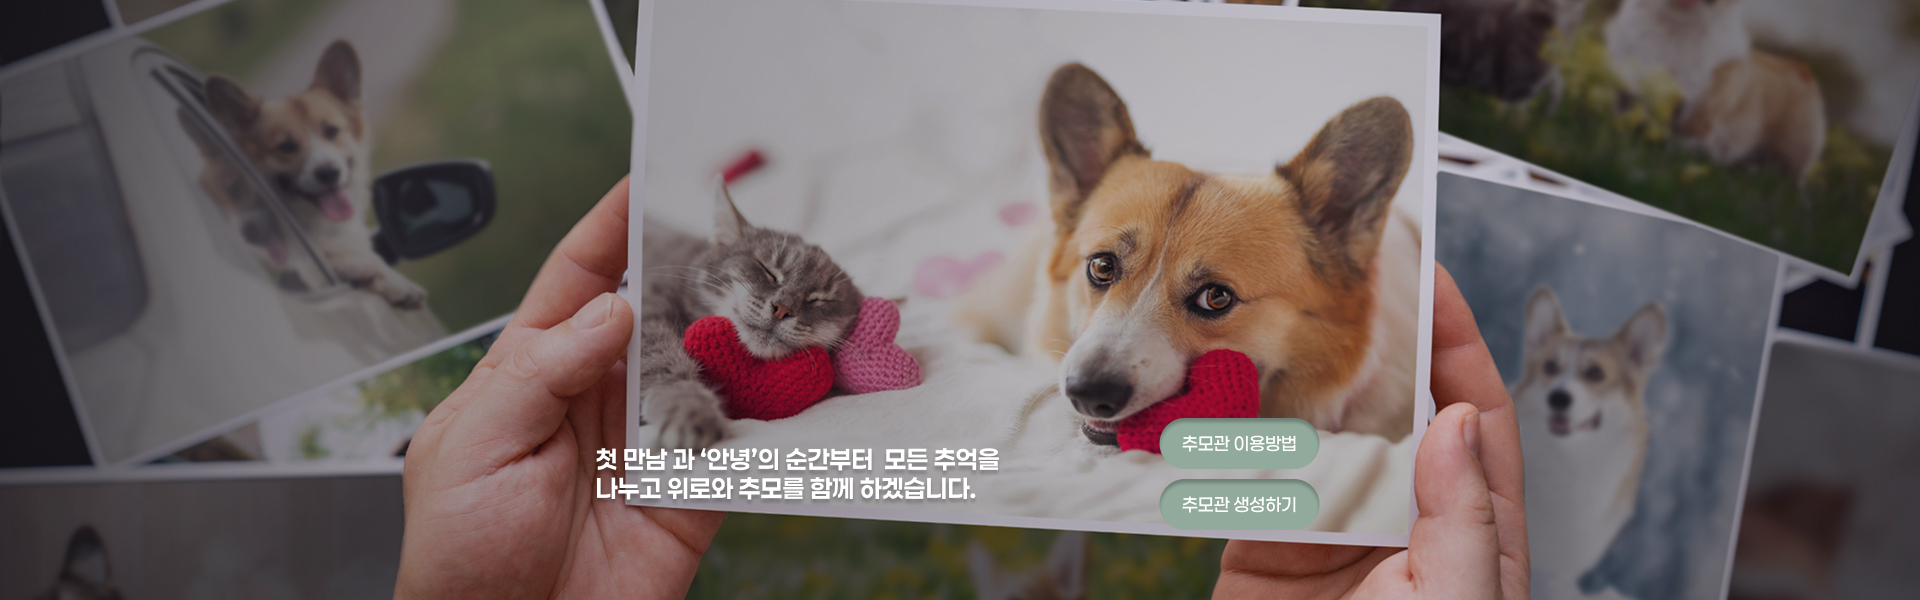 첫 만남 과 ‘안녕’의 순간부터  모든 추억을
나누고 위로와 추모를 함께 하겠습니다.
추모관 이용방법
추모관 생성하기